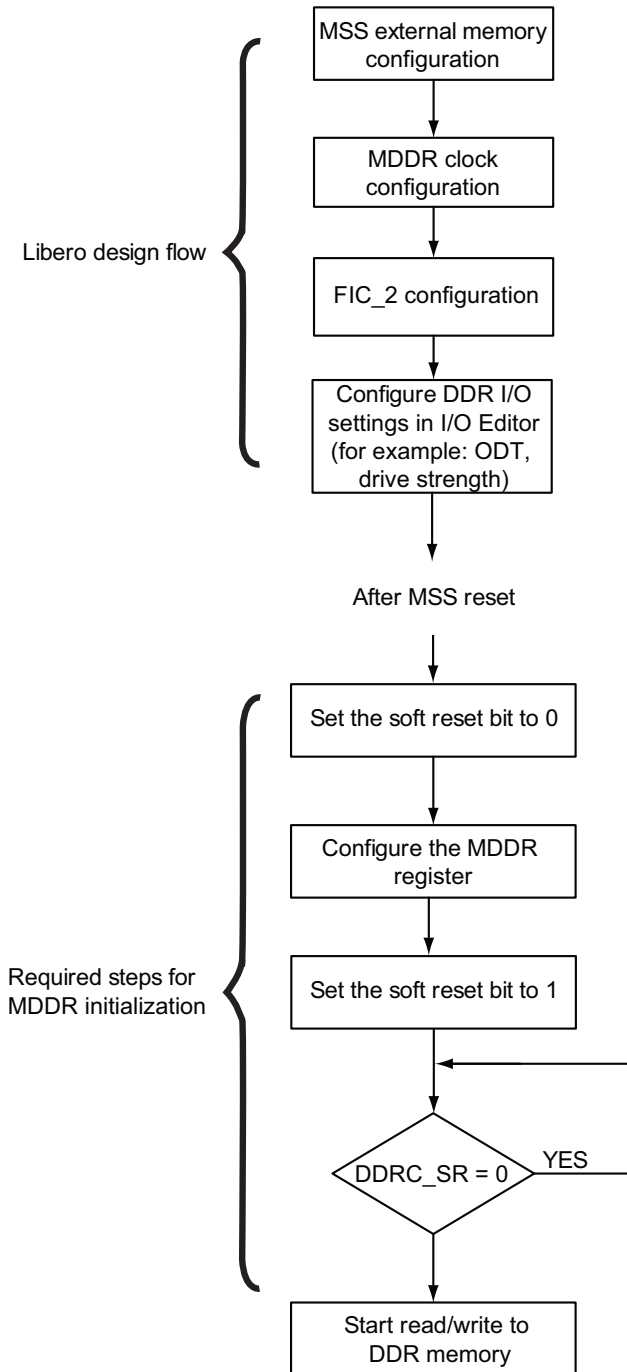 MSS external memory
configuration
MDDR clock
configuration
Libero design flow
FIC_2 configuration
Configure DDR I/O
settings in I/O Editor
(for example: ODT,
drive strength)
After MSS reset
Set the soft reset bit to 0
Configure the MDDR
register
Required steps for
MDDR initialization
Set the soft reset bit to 1
DDRC_SR = 0
YES
Start read/write to
DDR memory